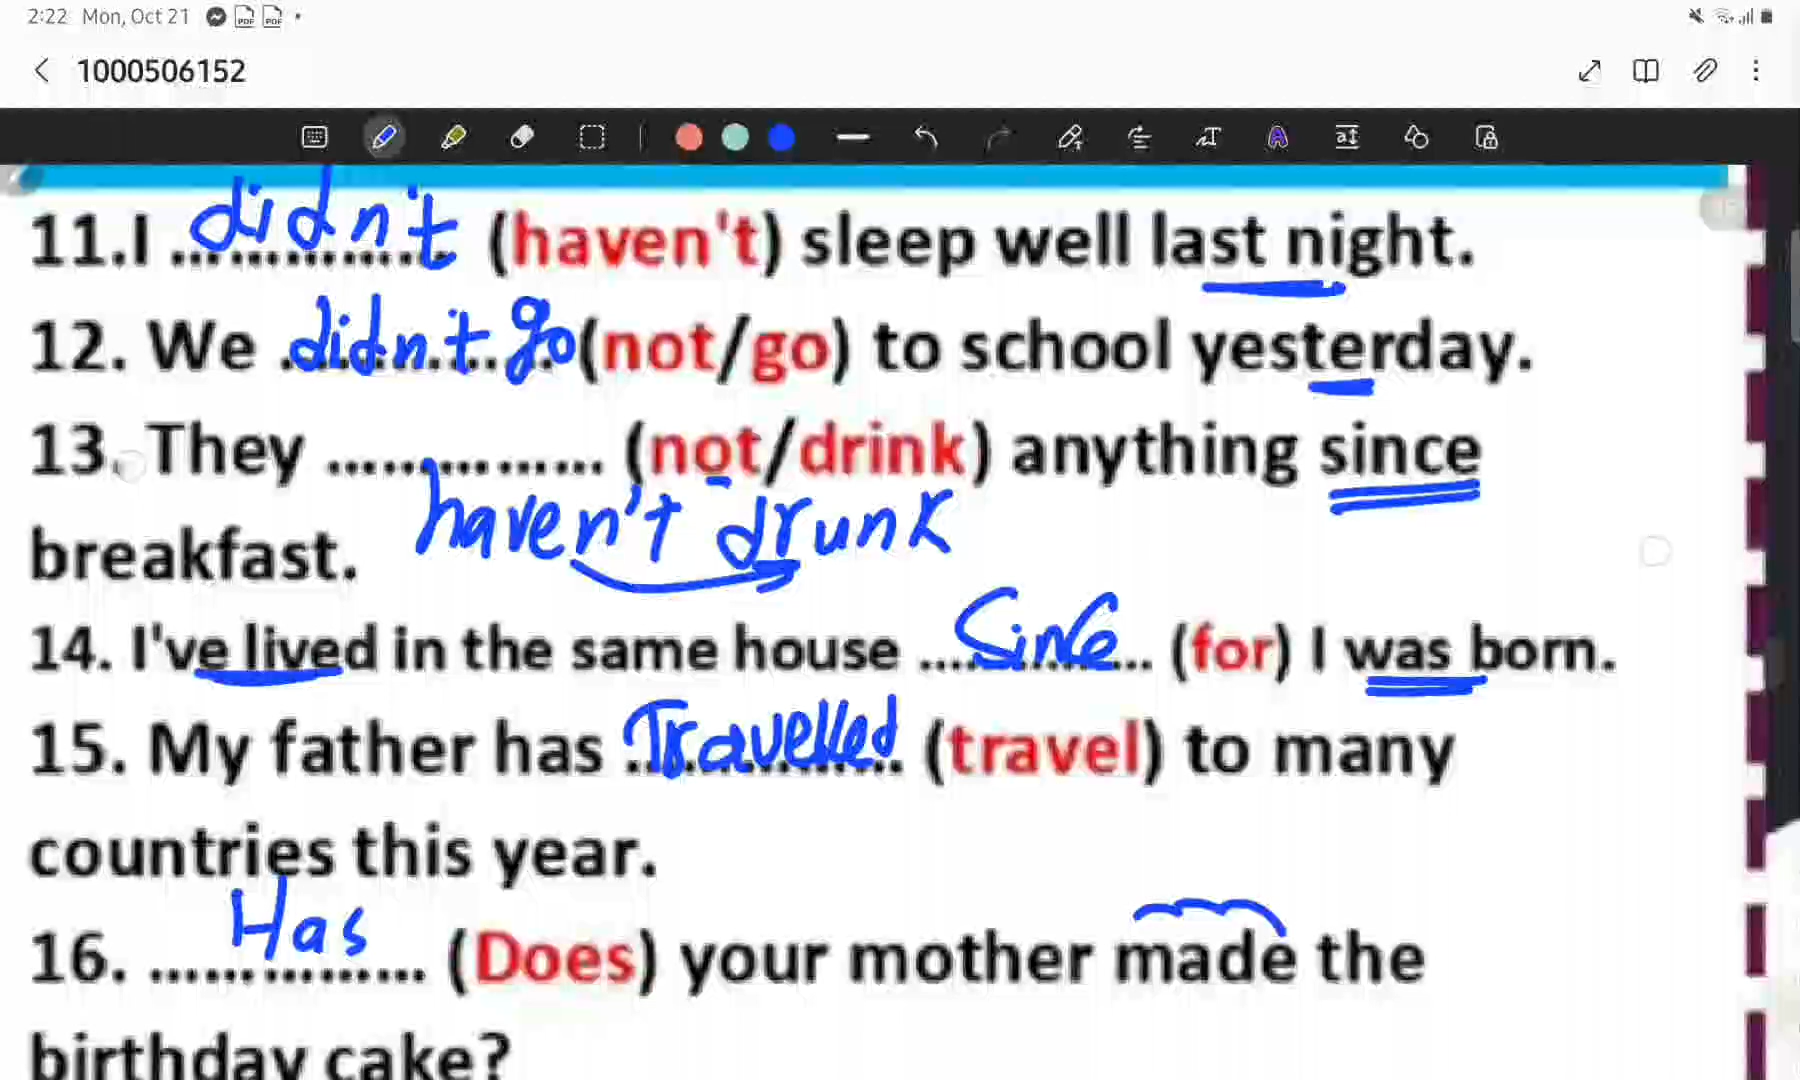 2:22 Mon, Oct 21 PDF PDF
1000506152
11.I didn't (haven't) sleep well last night.
12. We didn't go (not/go) to school yesterday.
13. They ............... (not/drink) anything since
haven't drunk
breakfast.
14. I've lived in the same house Since (for) I was born.
15. My father has Travelled (travel) to many
countries this year.
Has
16. ............... (Does) your mother made the
birthday cake?